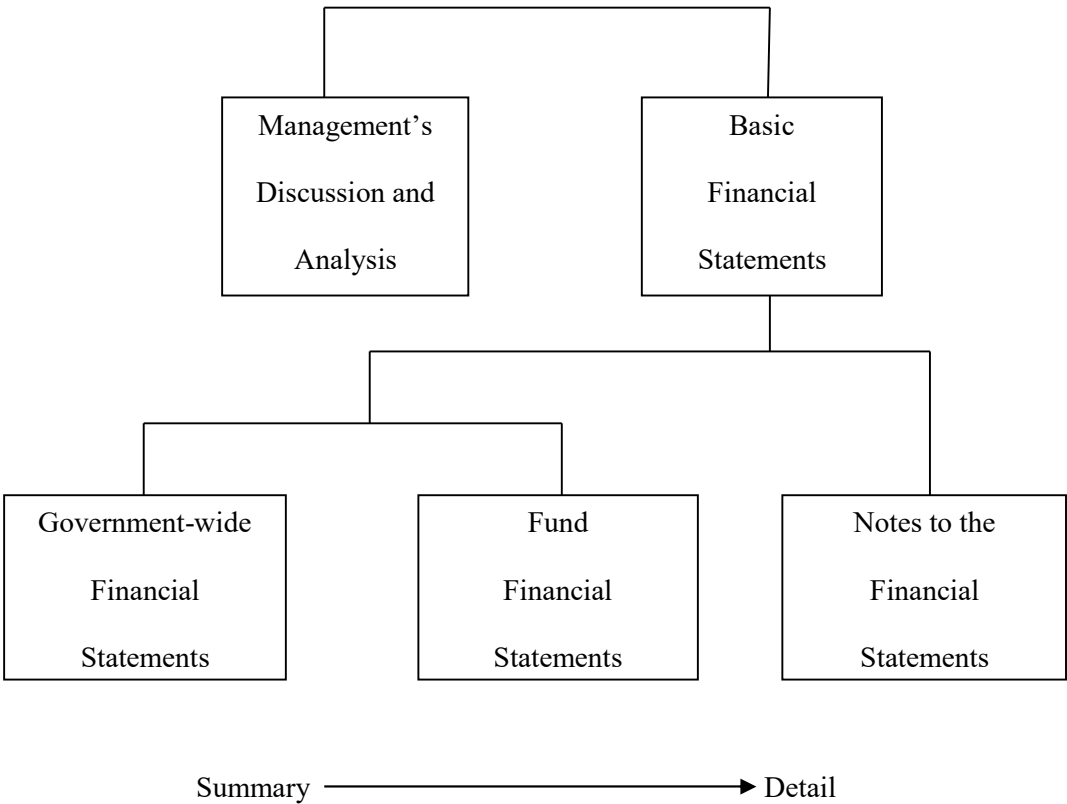 Management’s
Discussion and
Analysis
Basic
Financial
Statements
Government-wide
Financial
Statements
Fund
Financial
Statements
Notes to the
Financial
Statements
Summary
Detail